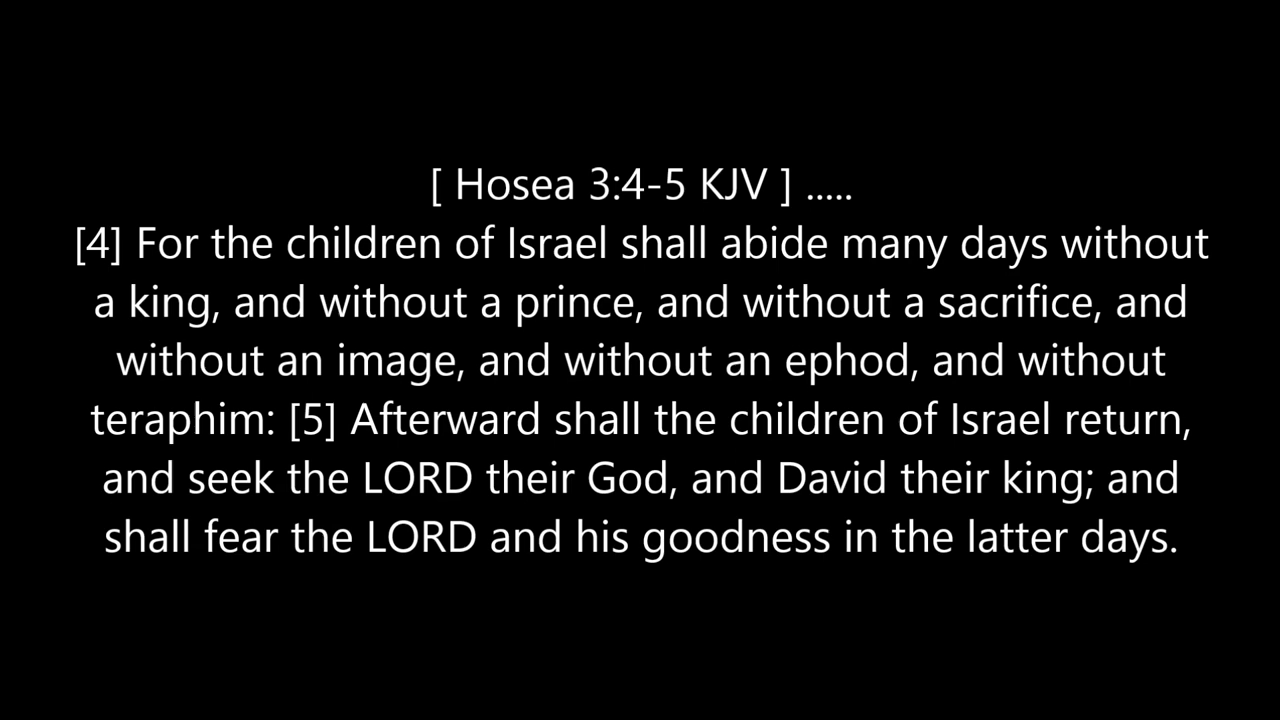 [ Hosea 3:4-5 KJV ] .....
[4] For the children of Israel shall abide many days without
a king, and without a prince, and without a sacrifice, and
without an image, and without an ephod, and without
teraphim: [5] Afterward shall the children of Israel return,
and seek the LORD their God, and David their king; and
shall fear the LORD and his goodness in the latter days.